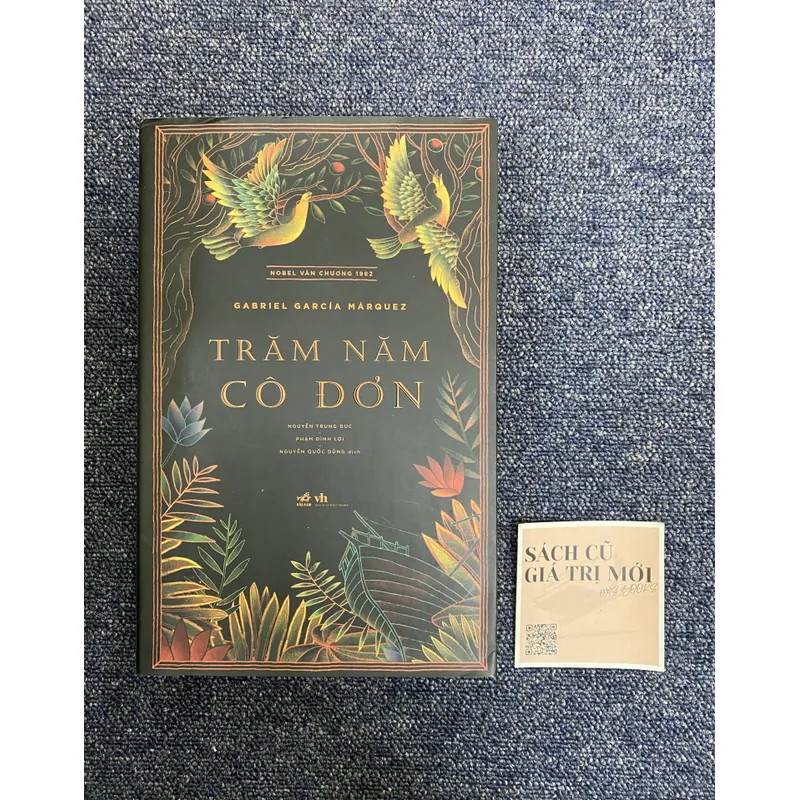 NOBEL VĂN CHƯƠNG 1982
GABRIEL GARCÍA MÁRQUEZ
TRĂM NĂM
CÔ ĐƠN
NGUYỄN TRUNG ĐỨC
PHẠM ĐÌNH LỢI
NGUYỄN QUỐC DŨNG dịch
vh
SÁCH CŨ
GIÁ TRỊ MỚI